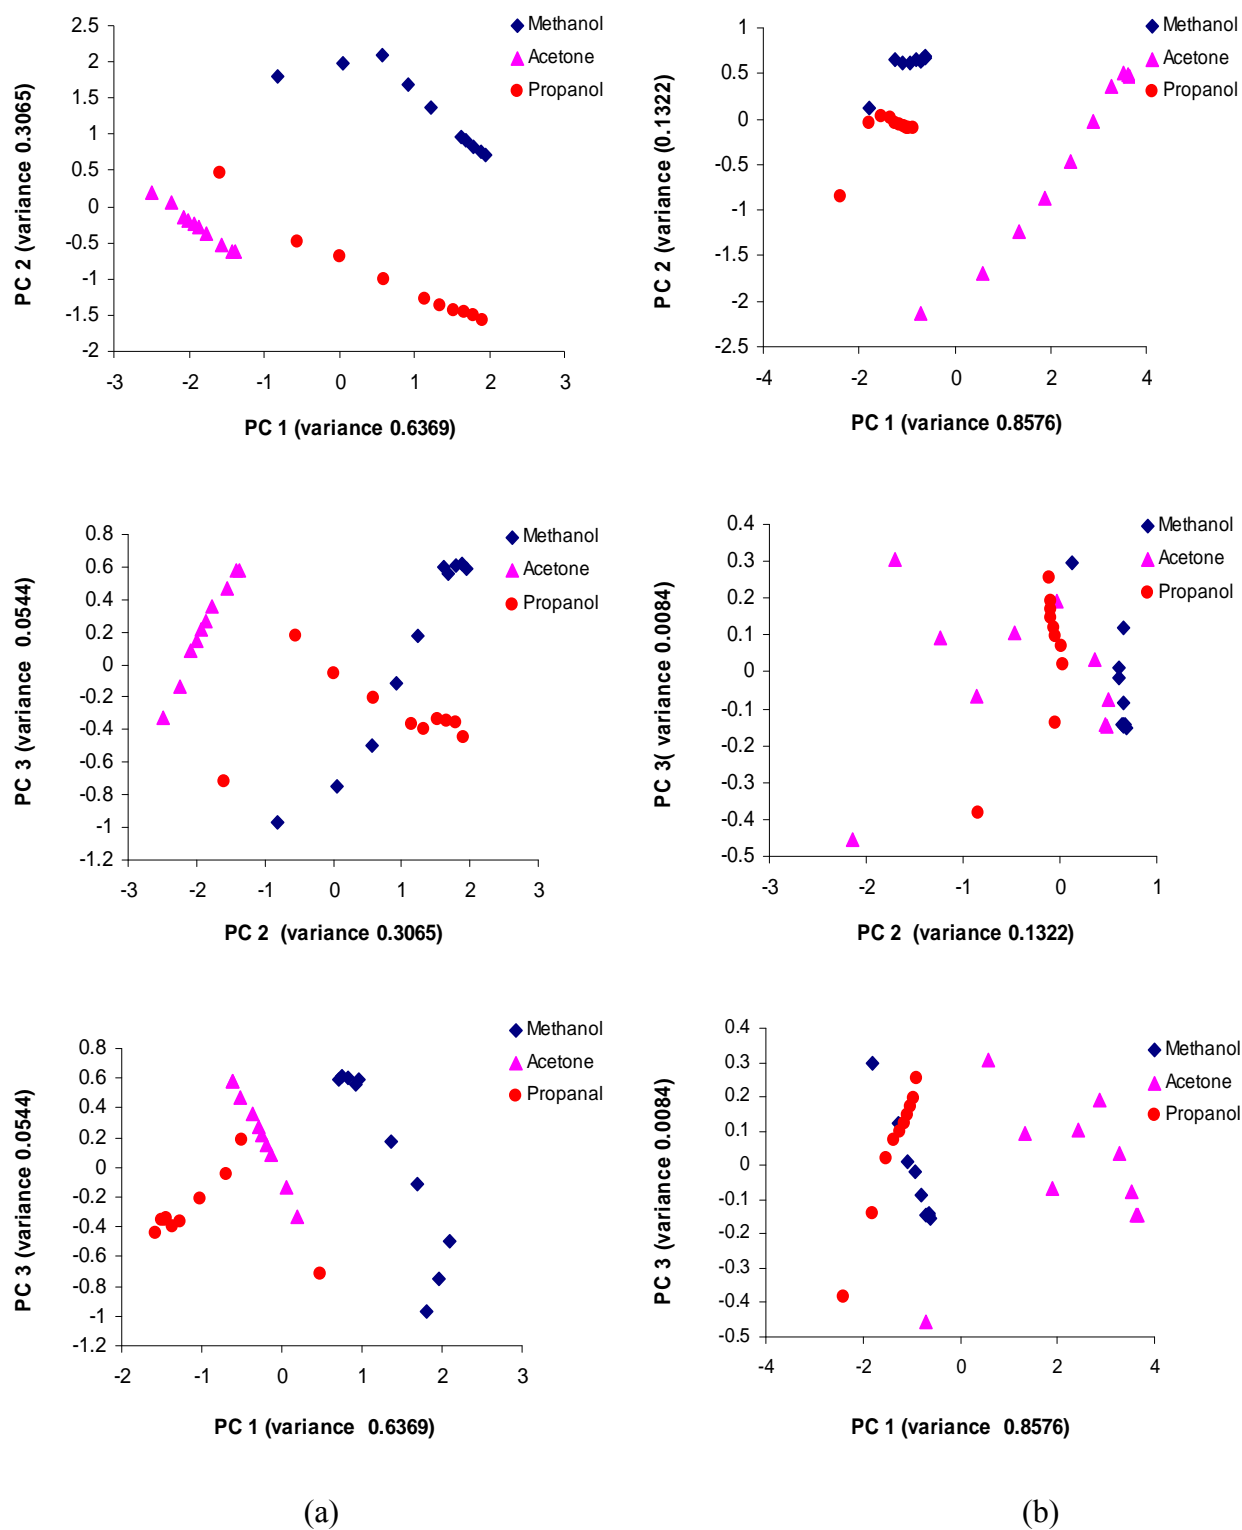 Methanol
Acetone
Propanol
2.5
2
1.5
1
0.5
0
-0.5
-1
-1.5
-2
-3
-2
-1
0
1
2
3
PC 2 (variance 0.3065)
PC 1 (variance 0.6369)
Methanol
Acetone
Propanol
1
0.5
0
-0.5
-1
-1.5
-2
-2.5
-4
-2
0
2
4
PC 2 (variance (0.1322)
PC 1 (variance 0.8576)
Methanol
Acetone
Propanol
0.8
0.6
0.4
0.2
0
-0.2
-0.4
-0.6
-0.8
-1
-1.2
-3
-2
-1
0
1
2
3
PC 3 (variance 0.0544)
PC 2 (variance 0.3065)
Methanol
Acetone
Propanol
0.4
0.3
0.2
0.1
0
-0.1
-0.2
-0.3
-0.4
-0.5
-3
-2
-1
0
1
PC 3( variance 0.0084)
PC 2 (variance 0.1322)
Methanol
Acetone
Propanal
0.8
0.6
0.4
0.2
0
-0.2
-0.4
-0.6
-0.8
-1
-1.2
-2
-1
0
1
2
3
PC 3 (variance 0.0544)
PC 1 (variance 0.6369)
Methanol
Acetone
Propanol
0.4
0.3
0.2
0.1
0
-0.1
-0.2
-0.3
-0.4
-0.5
-4
-2
0
2
4
PC 3 (variance 0.0084)
PC 1 (variance 0.8576)
(a)
(b)